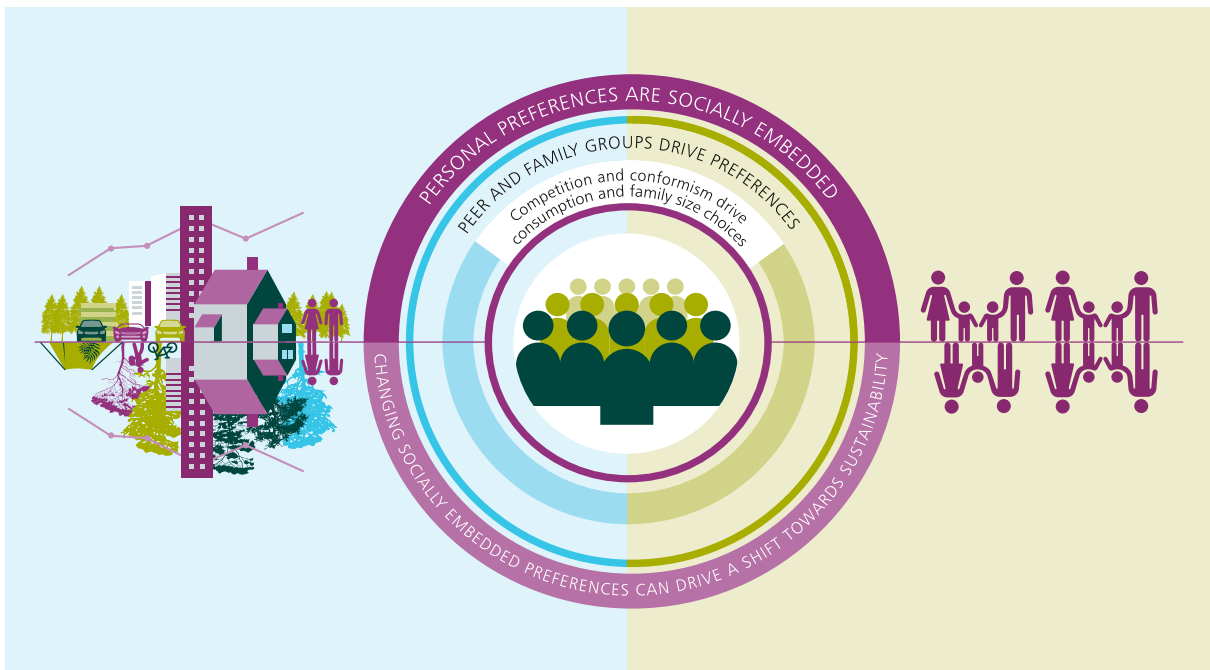 PERSONAL PREFERENCES ARE SOCIALLY EMBEDDED
PEER AND FAMILY GROUPS DRIVE PREFERENCES
Competition and conformism drive
consumption and family size choices
CHANGING SOCIALLY EMBEDDED PREFERENCES CAN DRIVE A SHIFT TOWARDS SUSTAINABILITY